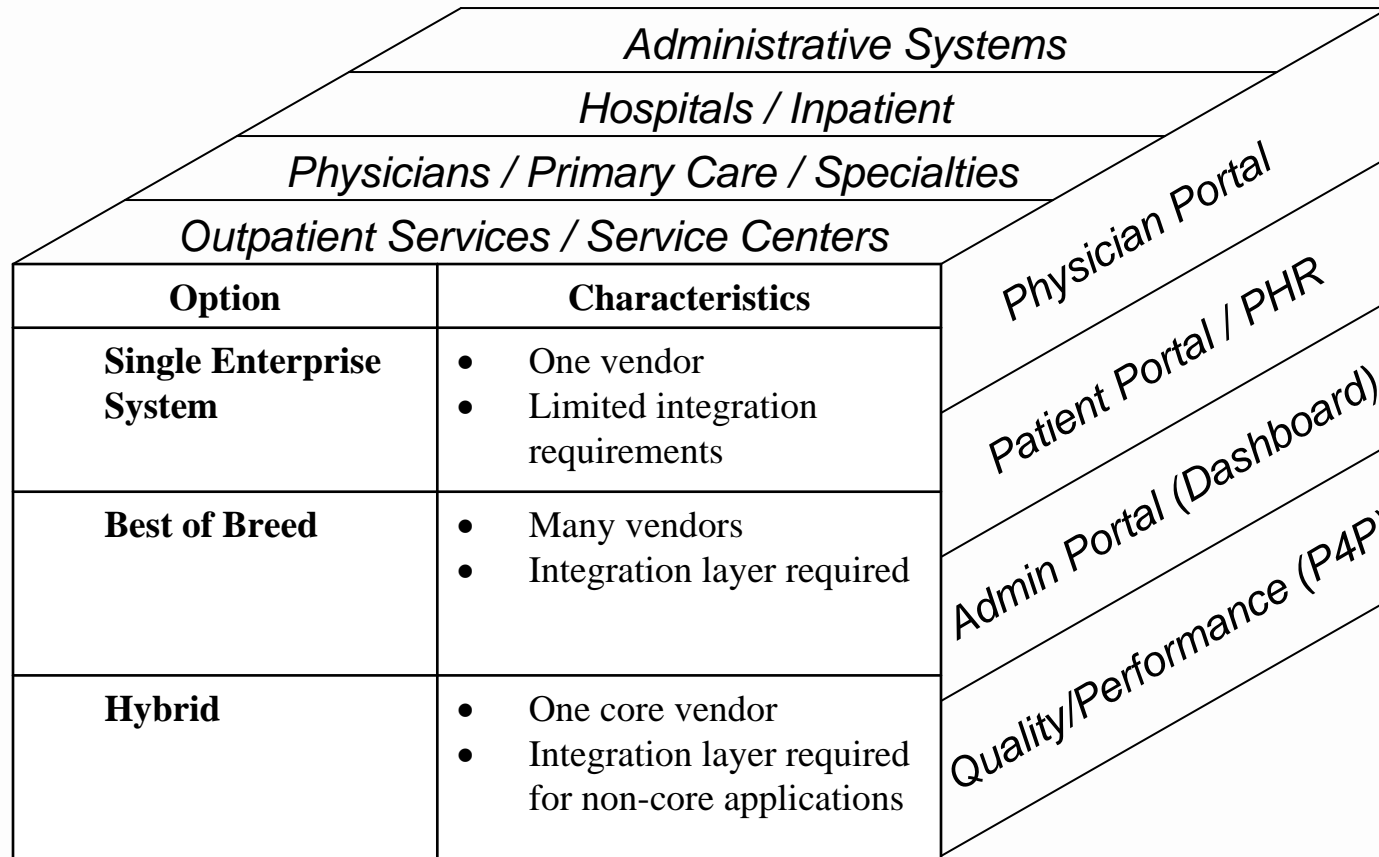 Administrative Systems
Hospitals / Inpatient
Physicians / Primary Care / Specialties
Outpatient Services / Service Centers
Option
Characteristics
Single Enterprise
System
• One vendor
• Limited integration
requirements
Best of Breed
• Many vendors
• Integration layer required
Hybrid
• One core vendor
• Integration layer required
for non-core applications
Physician Portal
Patient Portal / PHR
Admin Portal (Dashboard)
Quality/Performance (P4P)